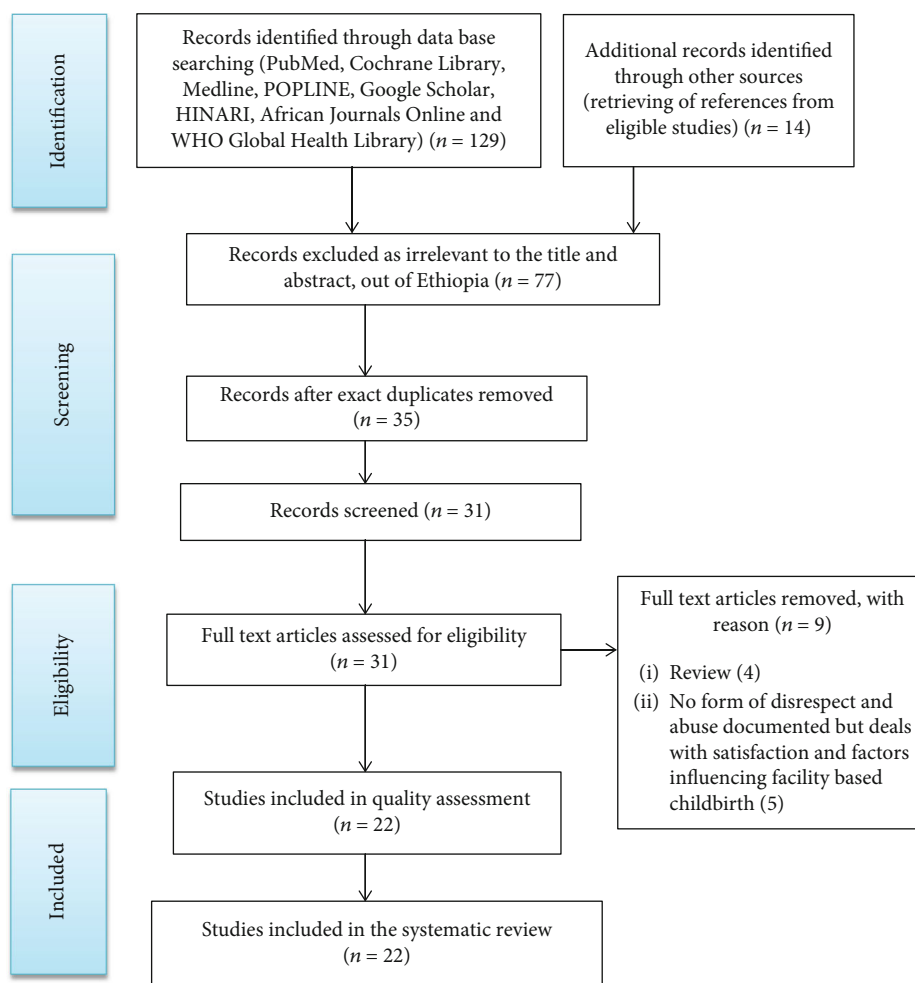 Identification
Records identified through data base
searching (PubMed, Cochrane Library,
Medline, POPLINE, Google Scholar,
HINARI, African Journals Online and
WHO Global Health Library) (n = 129)
Additional records identified
through other sources
(retrieving of references from
eligible studies) (n = 14)
Screening
Records excluded as irrelevant to the title and
abstract, out of Ethiopia (n = 77)
Records after exact duplicates removed
(n = 35)
Records screened (n = 31)
Eligibility
Full text articles assessed for eligibility
(n = 31)
Full text articles removed, with
reason (n = 9)
(i) Review (4)
(ii) No form of disrespect and
abuse documented but deals
with satisfaction and factors
influencing facility based
childbirth (5)
Studies included in quality assessment
(n = 22)
Included
Studies included in the systematic review
(n = 22)